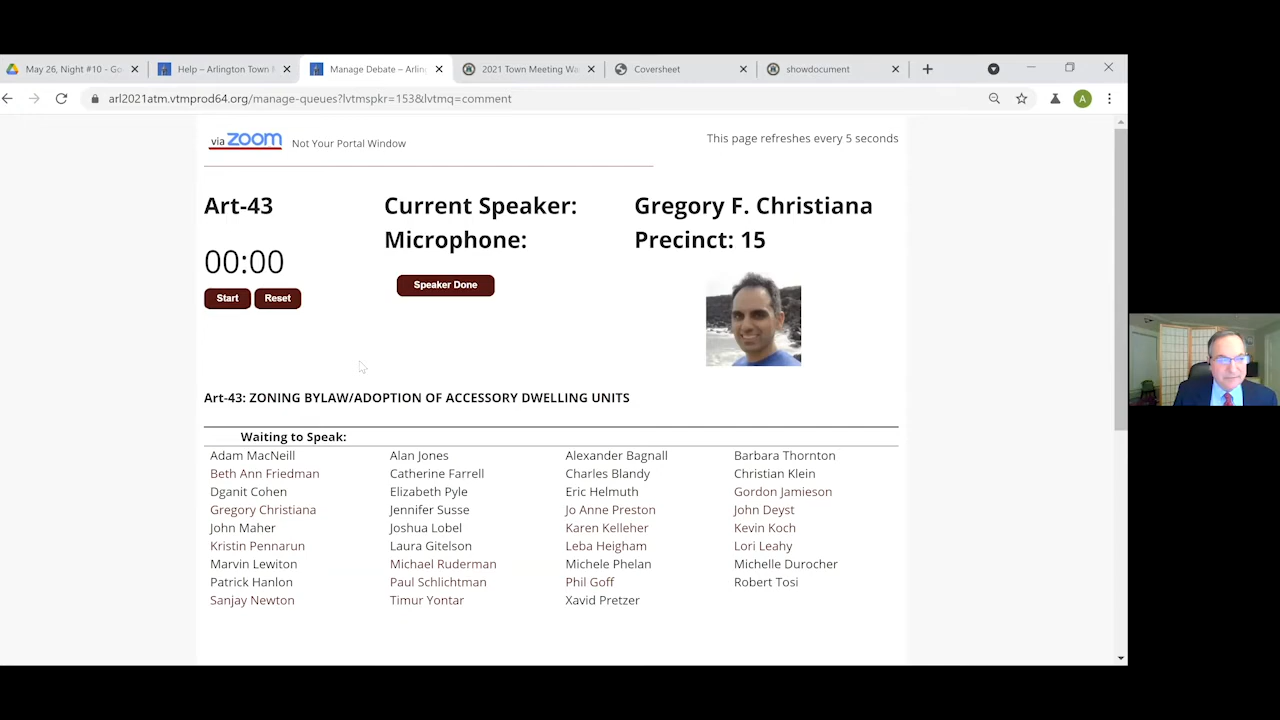 May 26, Night #10 - Go
Help – Arlington Town
Manage Debate – Arlin
2021 Town Meeting Wa
Coversheet
showdocument
arl2021atm.vtmprod64.org/manage-queues?lvtmspkr=153&lvtmq=comment
A
via zoom Not Your Portal Window
This page refreshes every 5 seconds
Art-43 Current Speaker: Gregory F. Christiana
Microphone: Precinct: 15
00:00
Speaker Done
Start Reset
Art-43: ZONING BYLAW/ADOPTION OF ACCESSORY DWELLING UNITS
Waiting to Speak:
Adam MacNeill Alan Jones Alexander Bagnall Barbara Thornton
Beth Ann Friedman Catherine Farrell Charles Blandy Christian Klein
Dganit Cohen Elizabeth Pyle Eric Helmuth Gordon Jamieson
Gregory Christiana Jennifer Susse Jo Anne Preston John Deyst
John Maher Joshua Lobel Karen Kelleher Kevin Koch
Kristin Pennarun Laura Gitelson Leba Heigham Lori Leahy
Marvin Lewiton Michael Ruderman Michele Phelan Michelle Durocher
Patrick Hanlon Paul Schlichtman Phil Goff Robert Tosi
Sanjay Newton Timur Yontar Xavid Pretzer